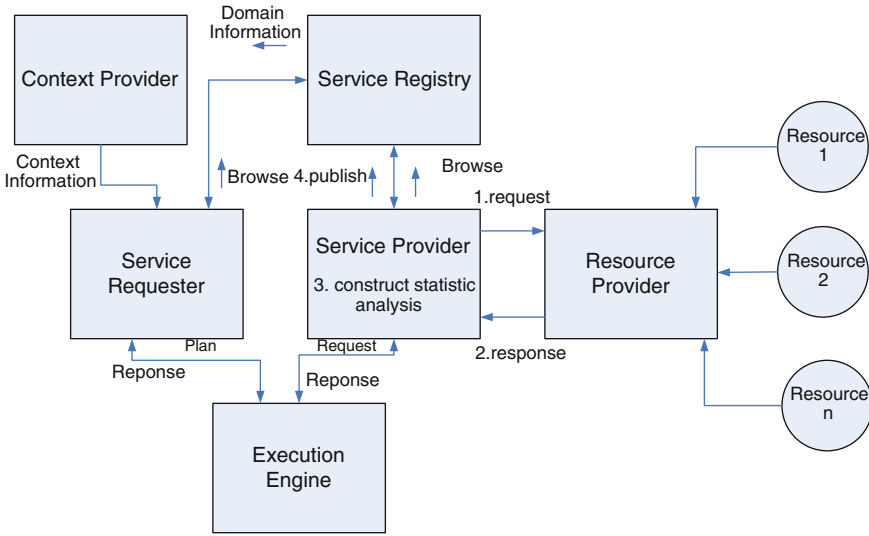 Domain
Information
Context Provider
Service Registry
Resource
1
Context
Information
Browse
4.publish
Browse
1.request
Service
Requester
Service Provider
3. construct statistic
analysis
Resource
Provider
Resource
2
Plan
Reponse
Request
Reponse
2.response
Resource
n
Execution
Engine